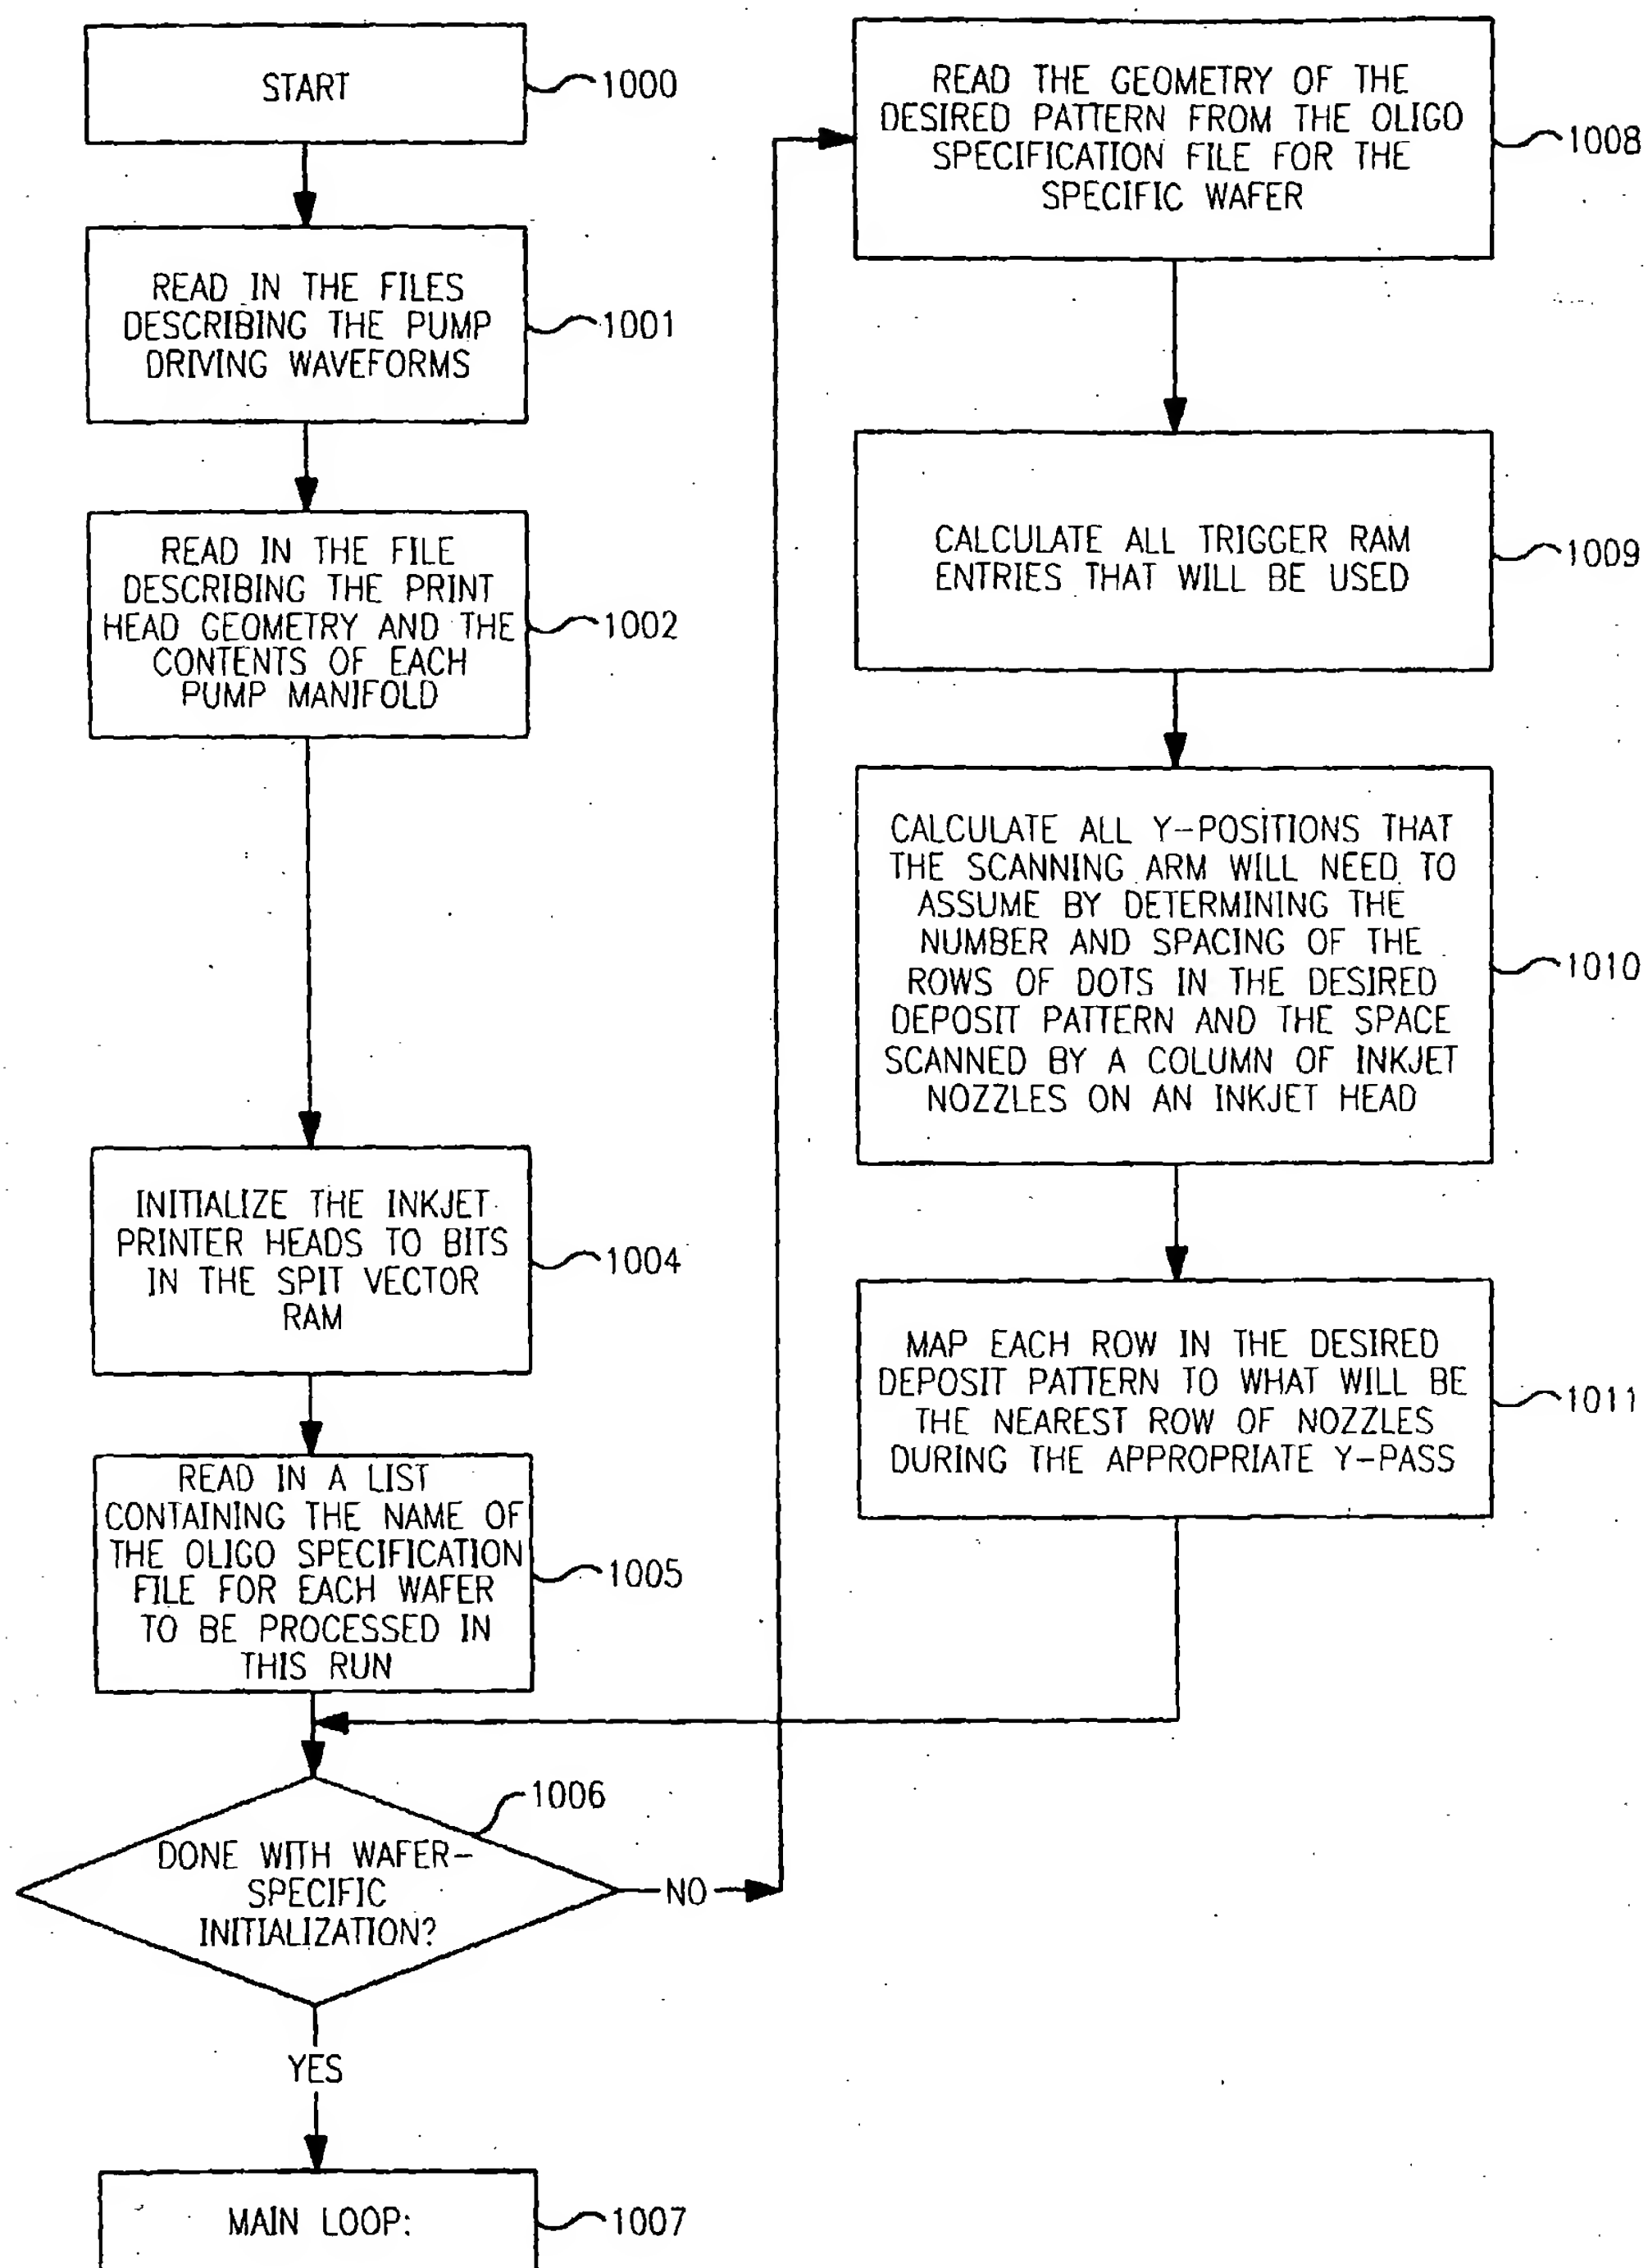 START
1000
READ IN THE FILES
DESCRIBING THE PUMP
DRIVING WAVEFORMS
1001
READ IN THE FILE
DESCRIBING THE PRINT
HEAD GEOMETRY AND THE
CONTENTS OF EACH
PUMP MANIFOLD
1002
INITIALIZE THE INKJET
PRINTER HEADS TO BITS
IN THE SPIT VECTOR
RAM
1004
READ IN A LIST
CONTAINING THE NAME OF
THE OLIGO SPECIFICATION
FILE FOR EACH WAFER
TO BE PROCESSED IN
THIS RUN
1005
1006
DONE WITH WAFER-
SPECIFIC
INITIALIZATION?
NO
YES
MAIN LOOP:
1007
READ THE GEOMETRY OF THE
DESIRED PATTERN FROM THE OLIGO
SPECIFICATION FILE FOR THE
SPECIFIC WAFER
1008
CALCULATE ALL TRIGGER RAM
ENTRIES THAT WILL BE USED
1009
CALCULATE ALL Y-POSITIONS THAT
THE SCANNING ARM WILL NEED TO
ASSUME BY DETERMINING THE
NUMBER AND SPACING OF THE
ROWS OF DOTS IN THE DESIRED
DEPOSIT PATTERN AND THE SPACE
SCANNED BY A COLUMN OF INKJET
NOZZLES ON AN INKJET HEAD
1010
MAP EACH ROW IN THE DESIRED
DEPOSIT PATTERN TO WHAT WILL BE
THE NEAREST ROW OF NOZZLES
DURING THE APPROPRIATE Y-PASS
1011